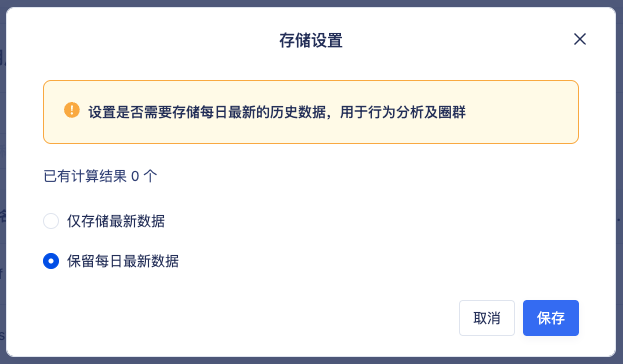 存储设置
设置是否需要存储每日最新的历史数据，用于行为分析及圈群
已有计算结果 0 个
仅存储最新数据
保留每日最新数据
取消
保存